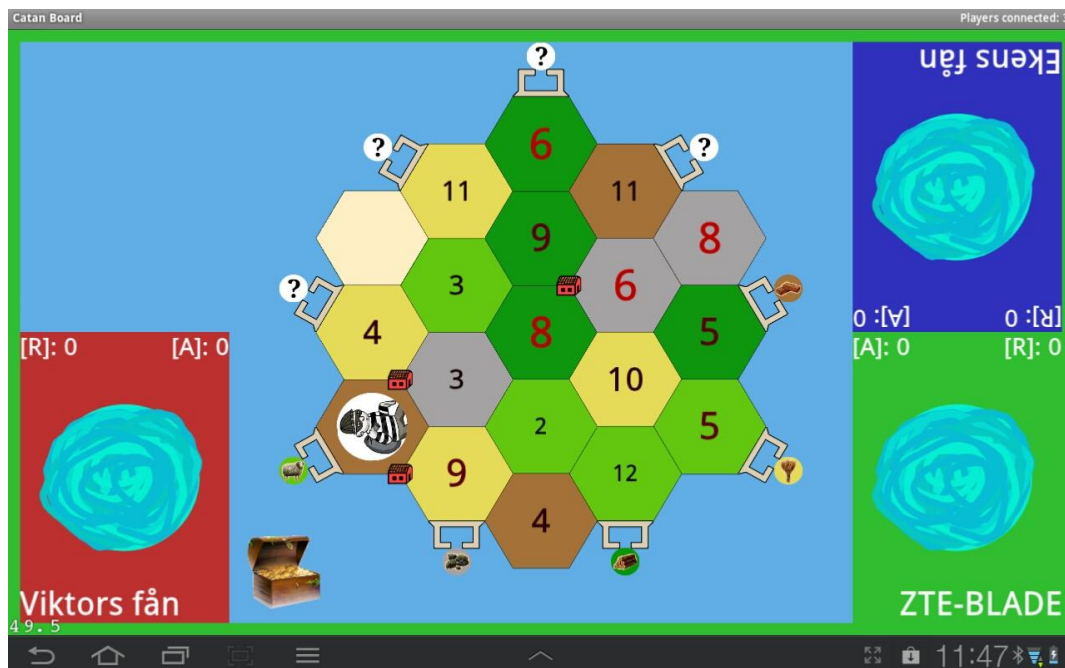 Catan Board
Players connected: 3
?
Ekens fån
?
?
6
11
11
9
8
3
6
?
[R]: 0 [A]: 0
4
8
5
[R]: 0 [A]: 0
[A]: 0 [R]: 0
3
10
2
5
9
12
4
Viktors fån
ZTE-BLADE
49.5
11:47